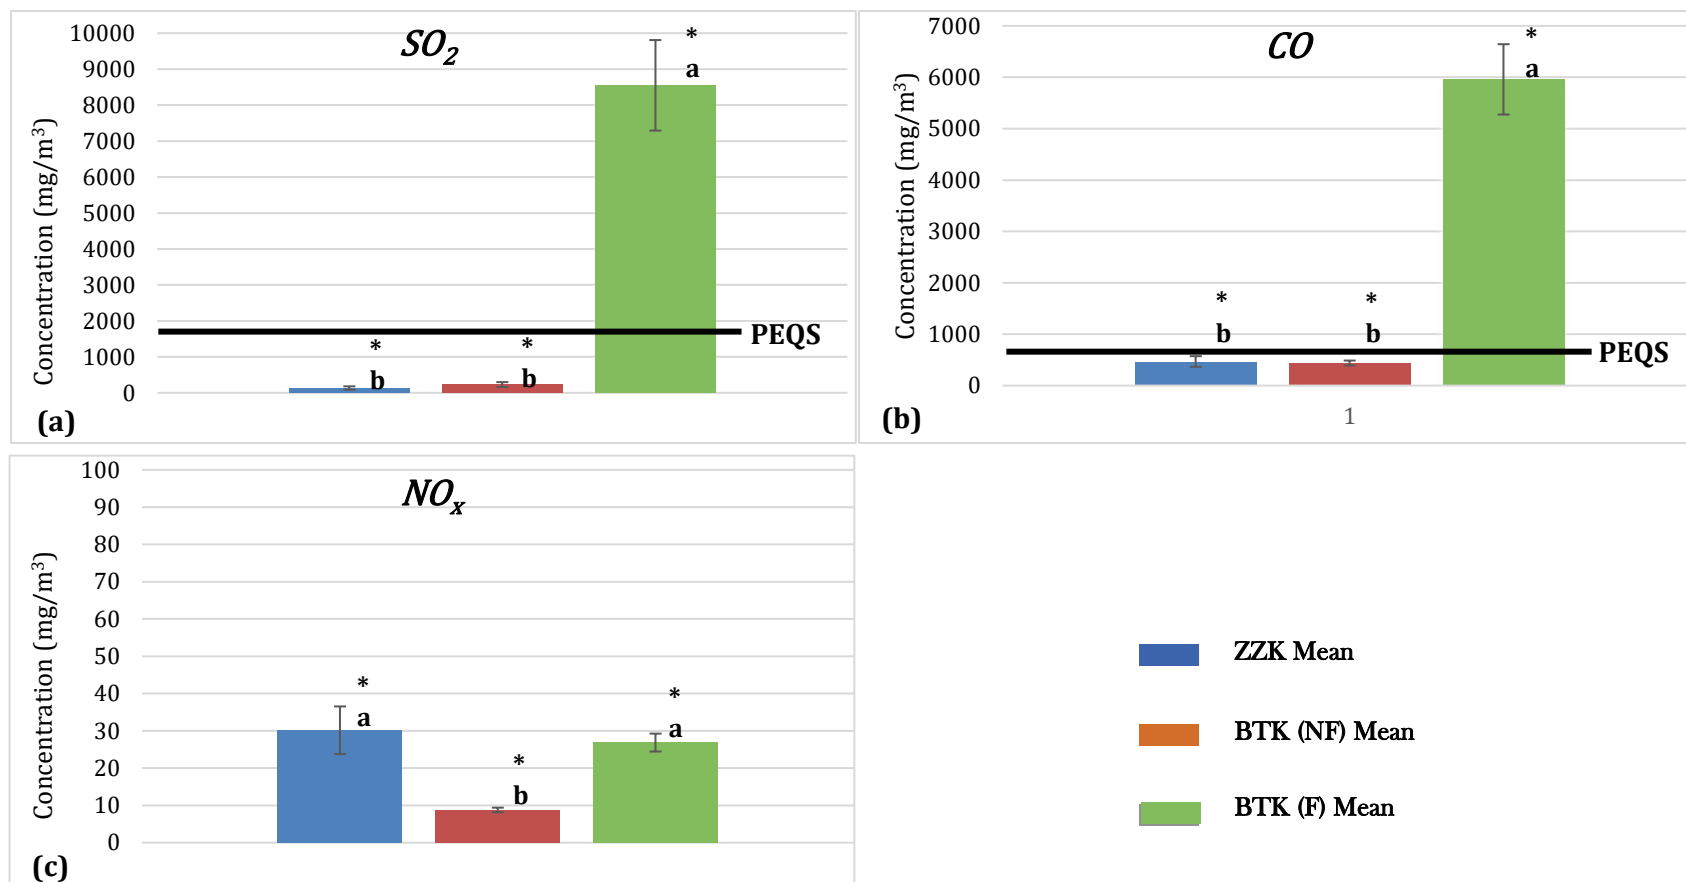 SO2
Concentration (mg/m3)
10000
9000
8000
7000
6000
5000
4000
3000
2000
1000
0
*
a
*
b
*
b
PEQS
(a)
CO
Concentration (mg/m3)
7000
6000
5000
4000
3000
2000
1000
0
*
a
*
b
*
b
PEQS
1
(b)
NOx
Concentration (mg/m3)
100
90
80
70
60
50
40
30
20
10
0
*
a
*
b
*
a
(c)
ZZK Mean
BTK (NF) Mean
BTK (F) Mean